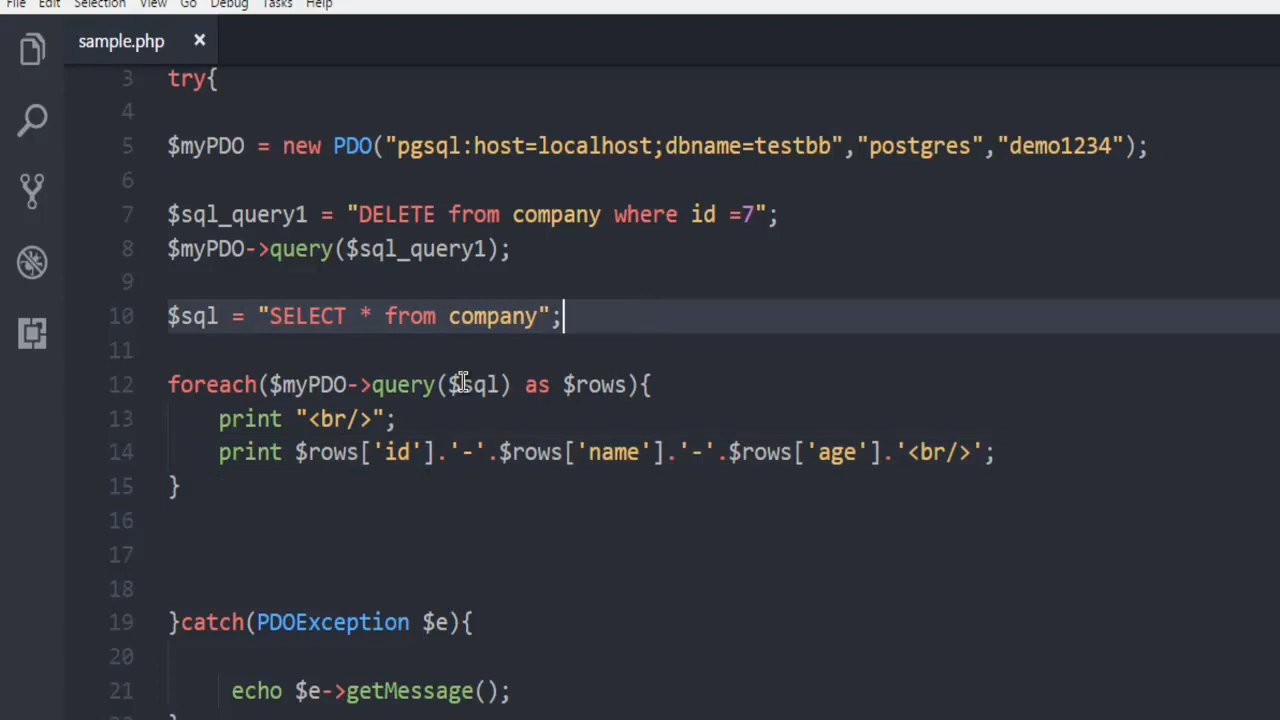 File Edit Selection View Go Debug Tasks Help
sample.php ×
3 try{
4
5 $myPDO = new PDO("pgsql:host=localhost;dbname=testbb","postgres","demo1234");
6
7 $sql_query1 = "DELETE from company where id =7";
8 $myPDO->query($sql_query1);
9
10 $sql = "SELECT * from company";
11
12 foreach($myPDO->query($sql) as $rows){
13 print "<br/>";
14 print $rows['id'].'-'.$rows['name'].'-'.$rows['age'].'<br/>';
15 }
16
17
18
19 }catch(PDOException $e){
20
21 echo $e->getMessage();
}